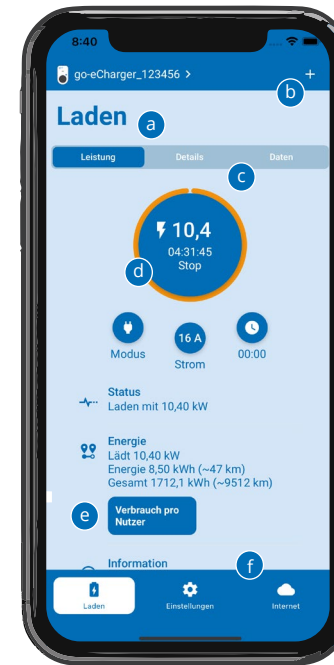 8:40
go-eCharger_123456 >
+
b
Laden
a
Leistung Details Daten
c
10,4
04:31:45
Stop
d
16 A
Modus Strom 00:00
Status
Laden mit 10,40 kW
Energie
Lädt 10,40 kW
Energie 8,50 kWh (~47 km)
Gesamt 1712,1 kWh (~9512 km)
e
Verbrauch pro
Nutzer
Information
f
Laden Einstellungen Internet